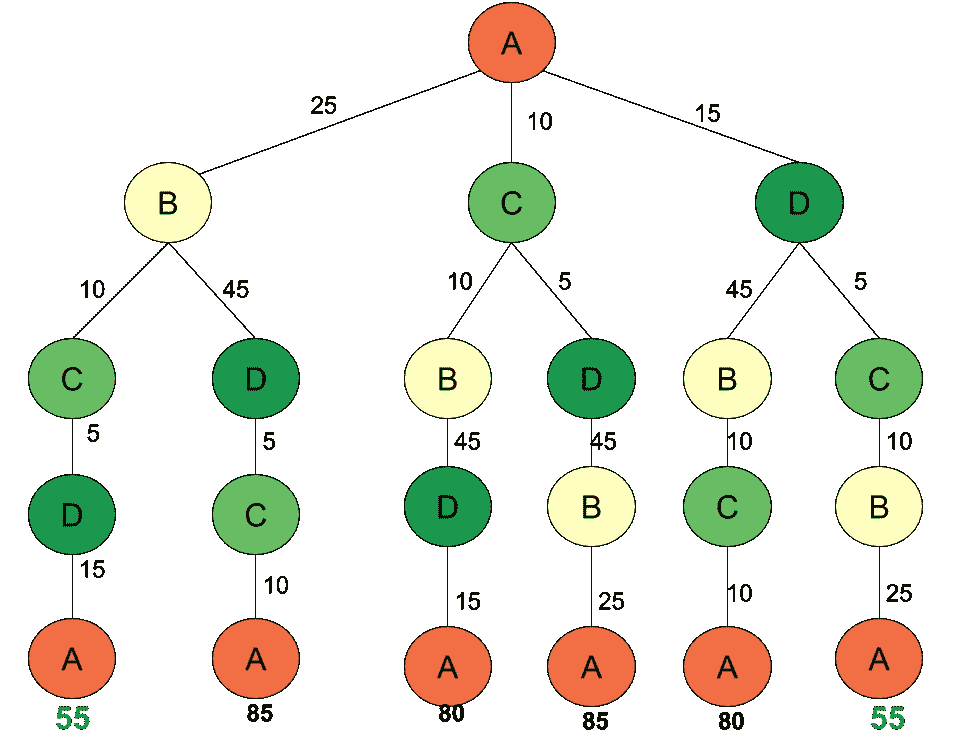 A
25 10 15
B C D
10 45 10 5 45 5
C D B D B C
5 5 45 45 10 10
D C D B C B
15 10 15 25 10 25
A A A A A A
55 85 80 85 80 55